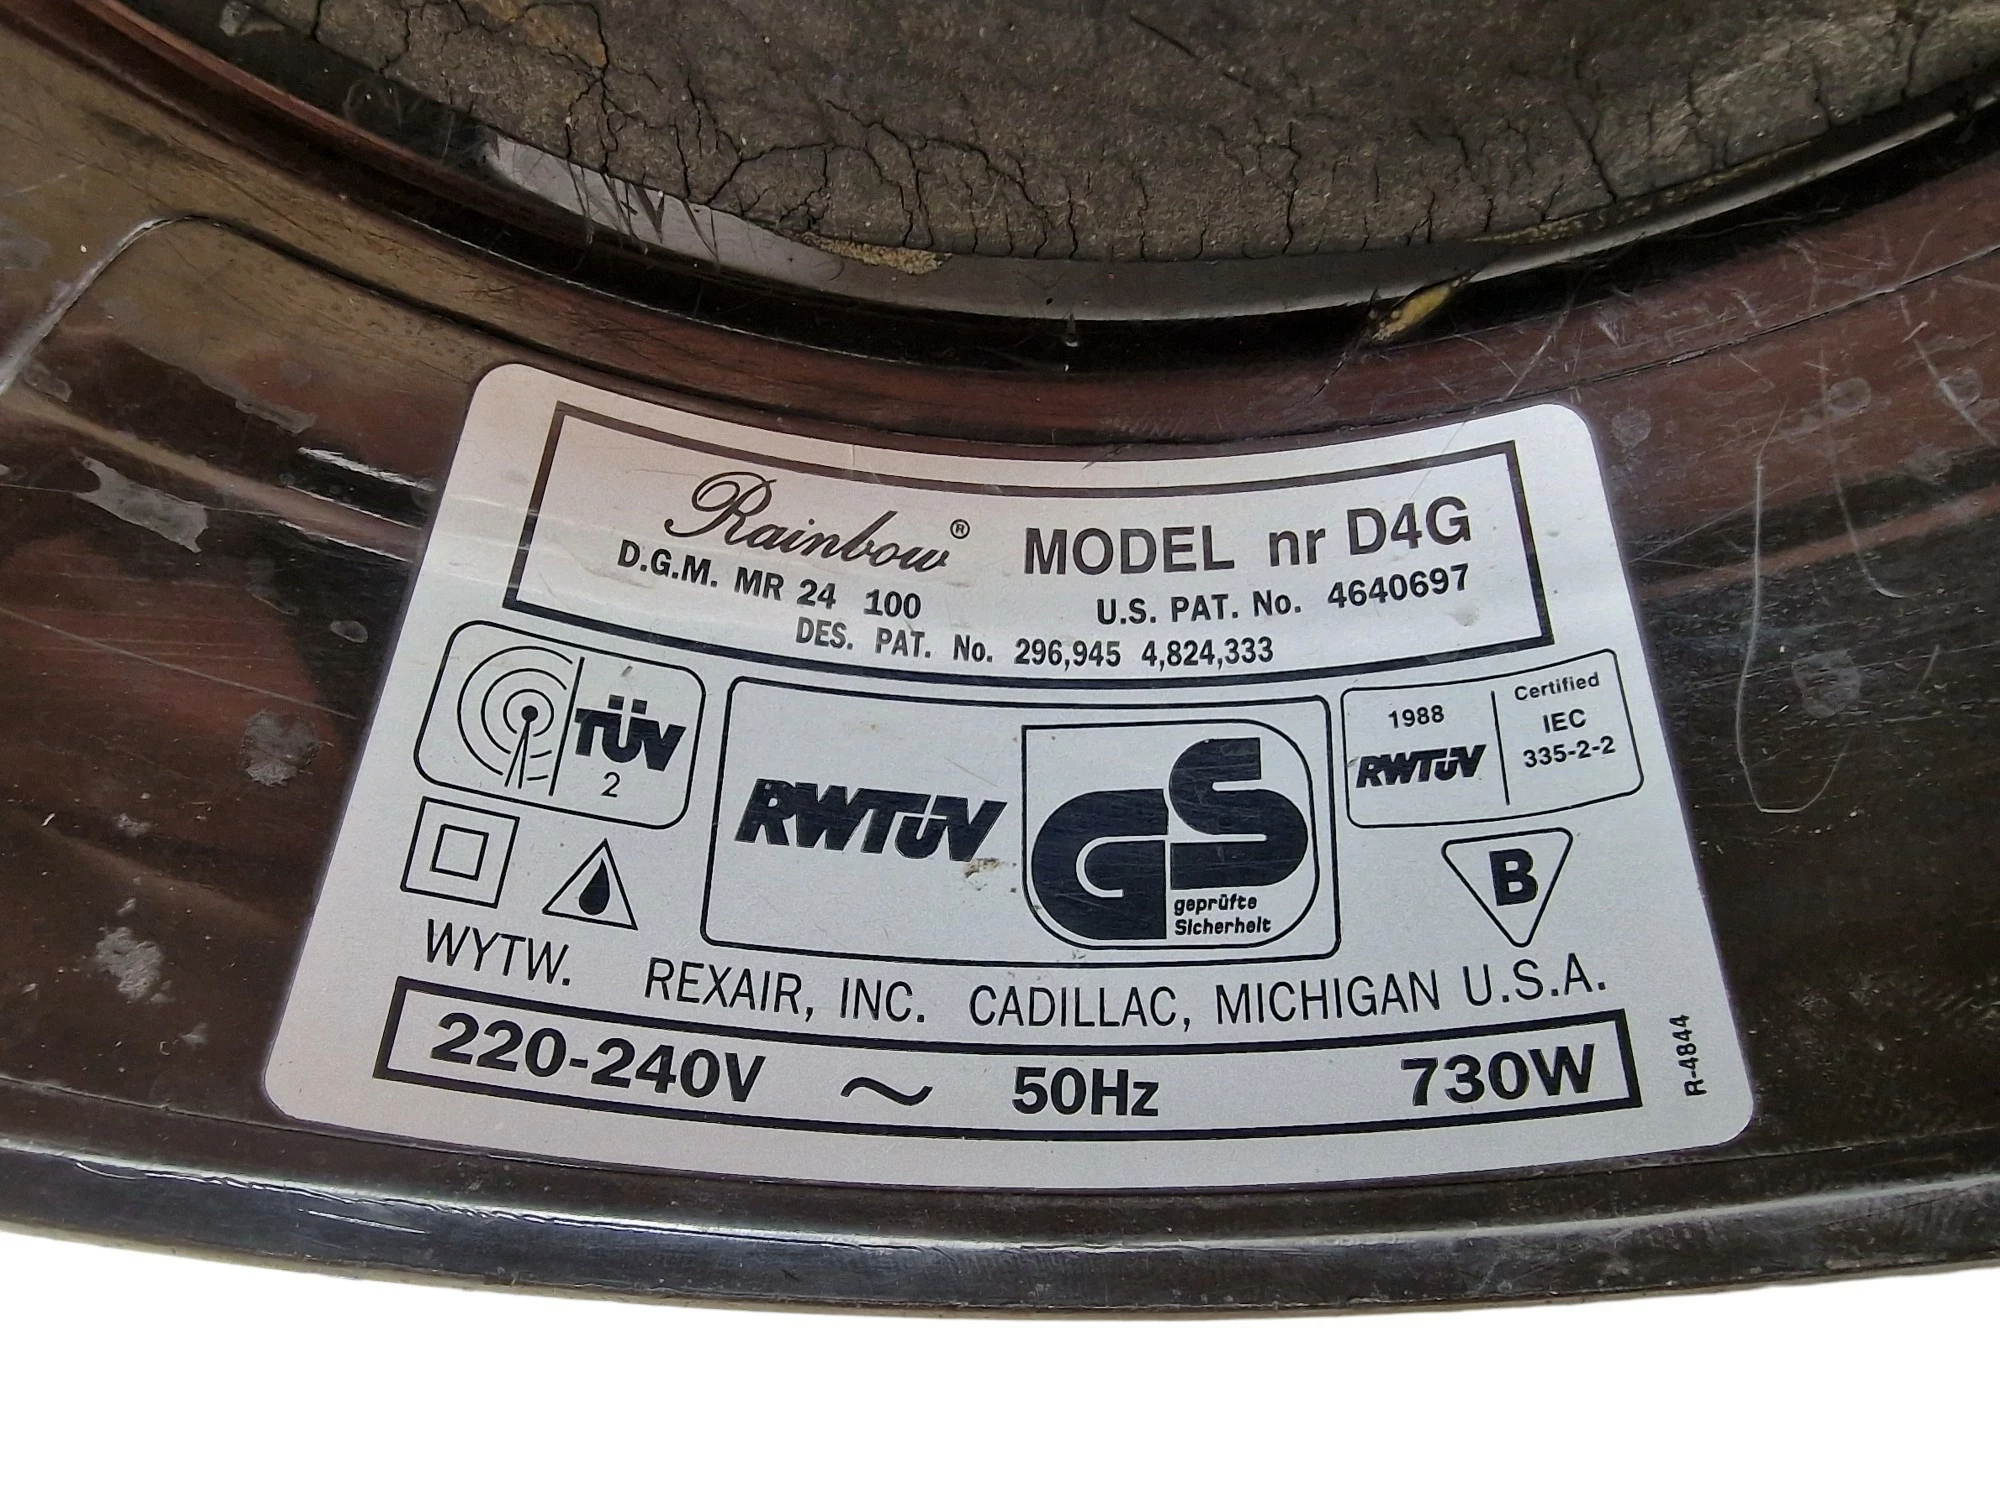 Rainbow® MODEL nr D4G
D.G.M. MR 24 100 U.S. PAT. No. 4640697
DES. PAT. No. 296,945 4,824,333
TÜV
2
RWTÜV
GS
geprüfte
Sicherheit
1988
RWTÜV
Certified
IEC
335-2-2
B
WYTW. REXAIR, INC. CADILLAC, MICHIGAN U.S.A.
220-240V ~ 50Hz 730W
R-4844